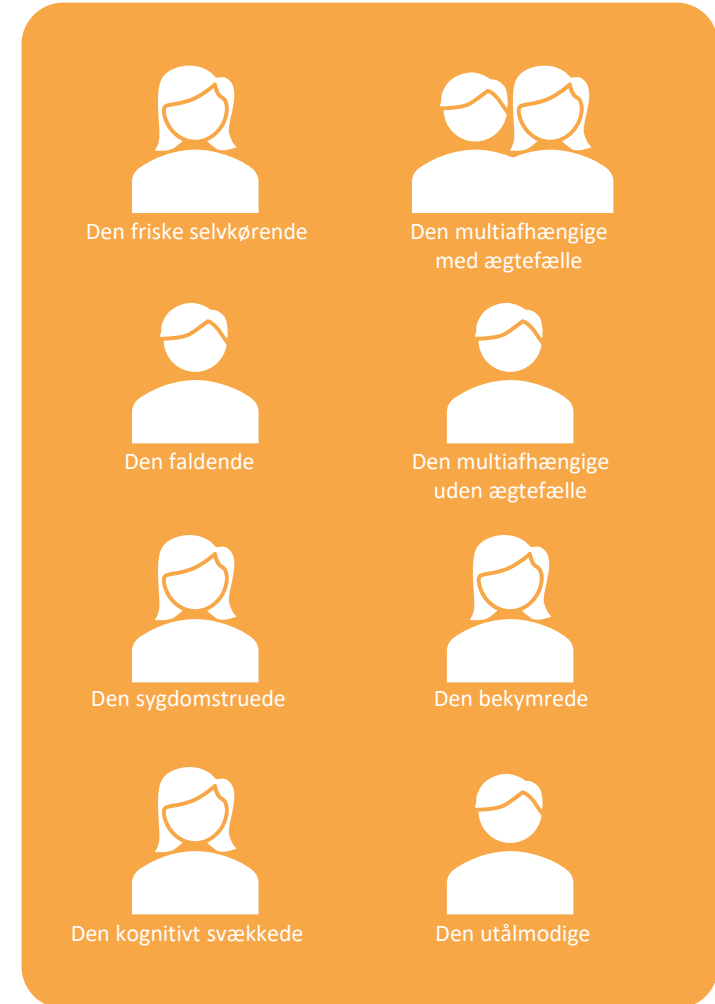 Den friske selvkørende
Den multiafhængige
med ægtefælle
Den faldende
Den multiafhængige
uden ægtefælle
Den sygdomstruede
Den bekymrede
Den kognitivt svækkede
Den utålmodige